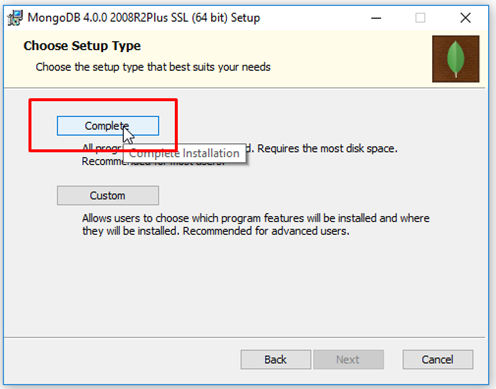 MongoDB 4.0.0 2008R2Plus SSL (64 bit) Setup
Choose Setup Type
Choose the setup type that best suits your needs
Complete
All prog d. Requires the most disk space.
Complete Installation
Recommended for most users.
Custom
Allows users to choose which program features will be installed and where
they will be installed. Recommended for advanced users.
Back Next Cancel